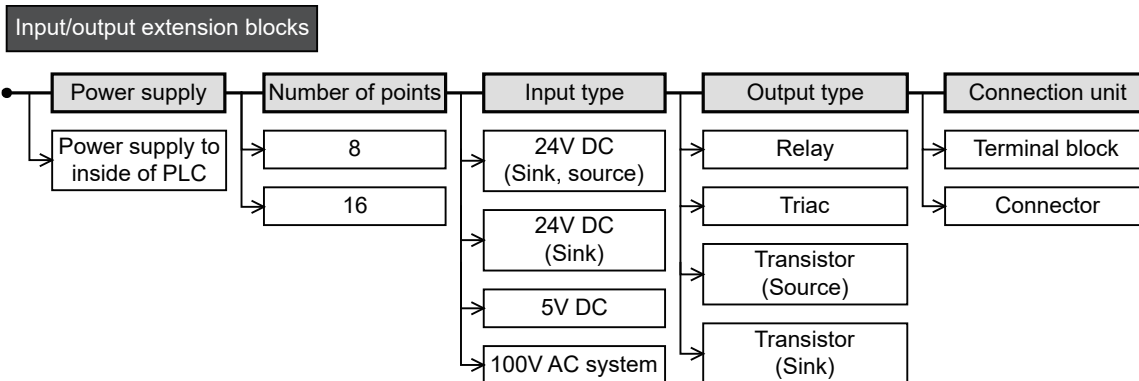 Input/output extension blocks
Power supply
Number of points
Input type
Output type
Connection unit
Power supply to
inside of PLC
8
16
24V DC
(Sink, source)
24V DC
(Sink)
5V DC
100V AC system
Relay
Triac
Transistor
(Source)
Transistor
(Sink)
Terminal block
Connector